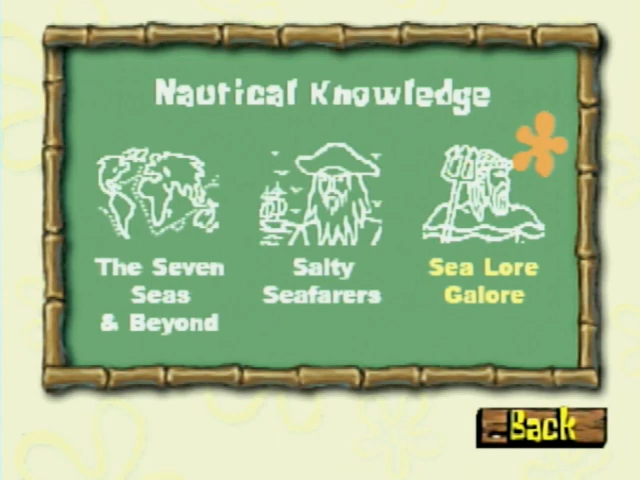 Nautical Knowledge
The Seven
Seas
& Beyond
Salty
Seafarers
Sea Lore
Galore
Back